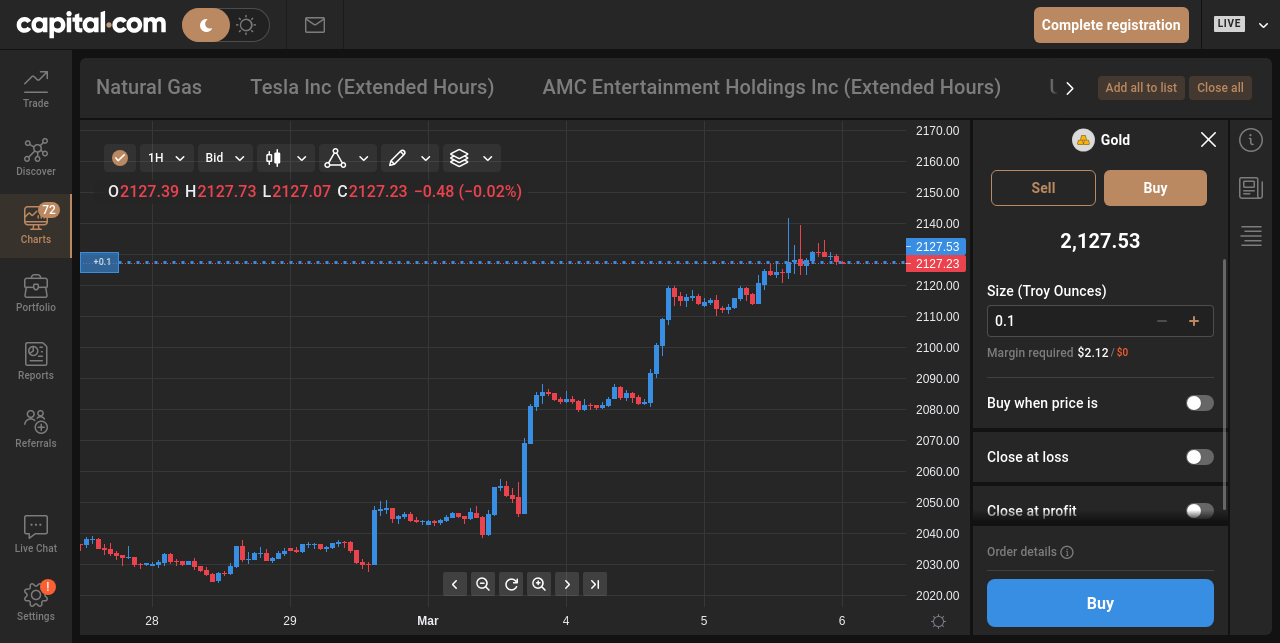 capital.com
Complete registration
LIVE
Trade
Discover
72
Charts
Portfolio
Reports
Referrals
Live Chat
!
Settings
Natural Gas
Tesla Inc (Extended Hours)
AMC Entertainment Holdings Inc (Extended Hours)
Add all to list
Close all
1H
Bid
O2127.39 H2127.73 L2127.07 C2127.23 −0.48 (−0.02%)
+0.1
2170.00
2160.00
2150.00
2140.00
2127.53
2127.23
2120.00
2110.00
2100.00
2090.00
2080.00
2070.00
2060.00
2050.00
2040.00
2030.00
2020.00
28
29
Mar
4
5
6
Gold
Sell
Buy
2,127.53
Size (Troy Ounces)
0.1
Margin required $2.12 / $0
Buy when price is
Close at loss
Close at profit
Order details
Buy